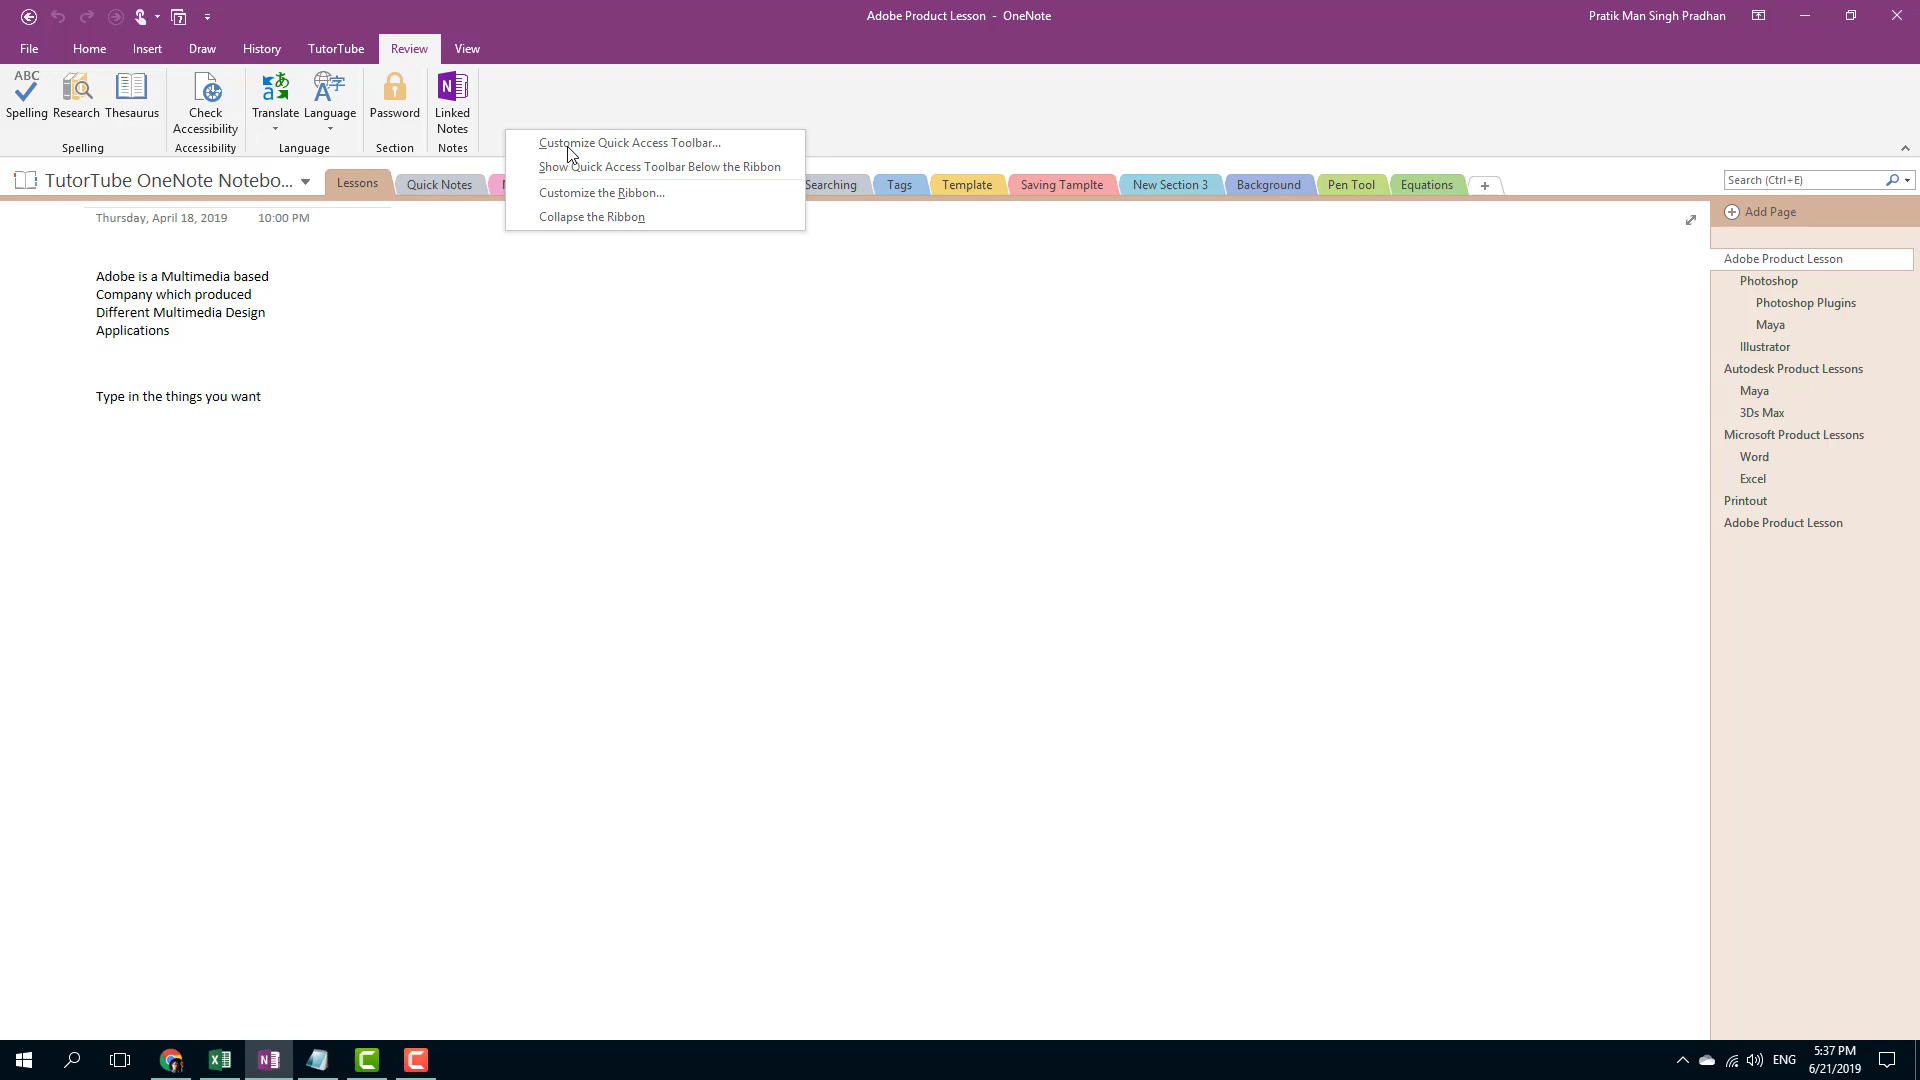 Adobe Product Lesson - OneNote
Pratik Man Singh Pradhan
File Home Insert Draw History TutorTube Review View
ABC
Spelling Research Thesaurus Check Accessibility Translate Language Password Linked Notes
Spelling Accessibility Language Section Notes
Customize Quick Access Toolbar...
Show Quick Access Toolbar Below the Ribbon
Customize the Ribbon...
Collapse the Ribbon
TutorTube OneNote Notebo... Lessons Quick Notes Searching Tags Template Saving Tamplte New Section 3 Background Pen Tool Equations
Search (Ctrl+E)
Thursday, April 18, 2019 10:00 PM
Adobe is a Multimedia based
Company which produced
Different Multimedia Design
Applications
Type in the things you want
Add Page
Adobe Product Lesson
Photoshop
Photoshop Plugins
Maya
Illustrator
Autodesk Product Lessons
Maya
3Ds Max
Microsoft Product Lessons
Word
Excel
Printout
Adobe Product Lesson
ENG
5:37 PM
6/21/2019